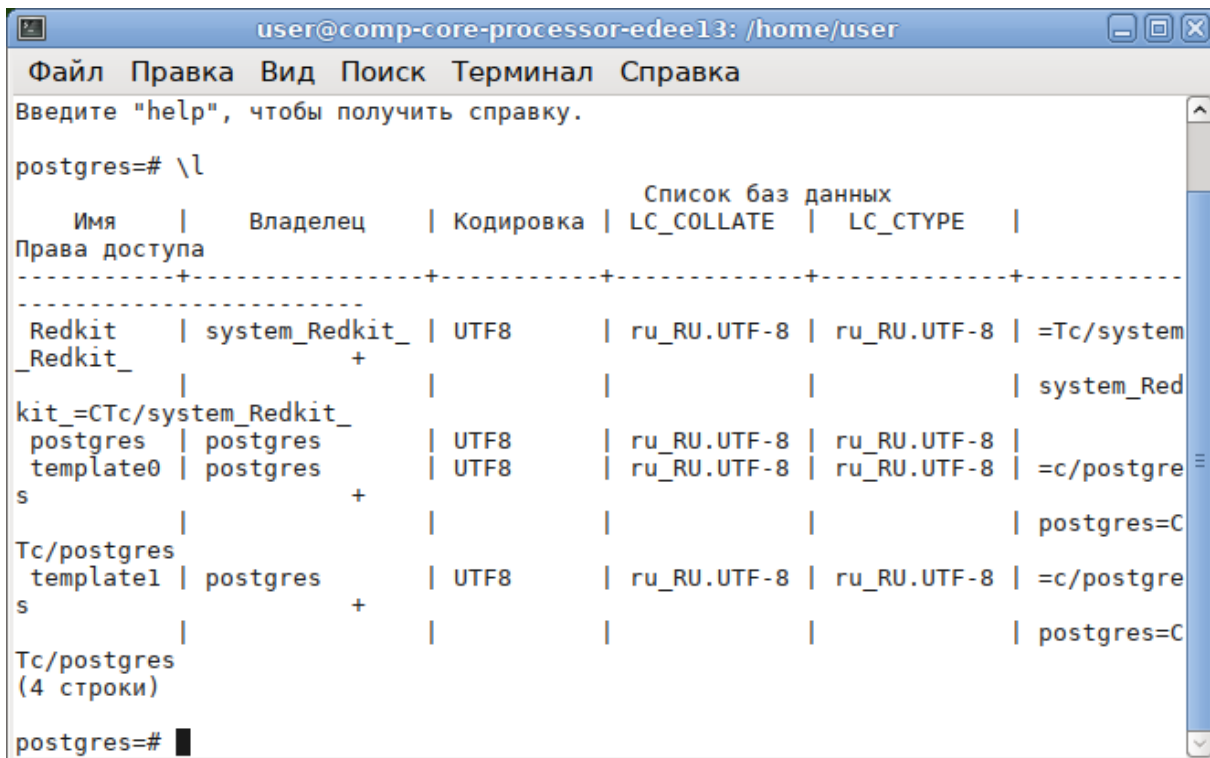 user@comp-core-processor-edee13: /home/user
Файл Правка Вид Поиск Терминал Справка
Введите "help", чтобы получить справку.
postgres=# \l
Список баз данных
Имя | Владелец | Кодировка | LC_COLLATE | LC_CTYPE |
Права доступа
-----------+----------------+-----------+-------------+-------------+-----------
------------------------
Redkit | system_Redkit_ | UTF8 | ru_RU.UTF-8 | ru_RU.UTF-8 | =Tc/system
_Redkit_ +
| | | | | system_Red
kit_=CTc/system_Redkit_
postgres | postgres | UTF8 | ru_RU.UTF-8 | ru_RU.UTF-8 |
template0 | postgres | UTF8 | ru_RU.UTF-8 | ru_RU.UTF-8 | =c/postgre
s +
| | | | | postgres=C
Tc/postgres
template1 | postgres | UTF8 | ru_RU.UTF-8 | ru_RU.UTF-8 | =c/postgre
s +
| | | | | postgres=C
Tc/postgres
(4 строки)
postgres=#